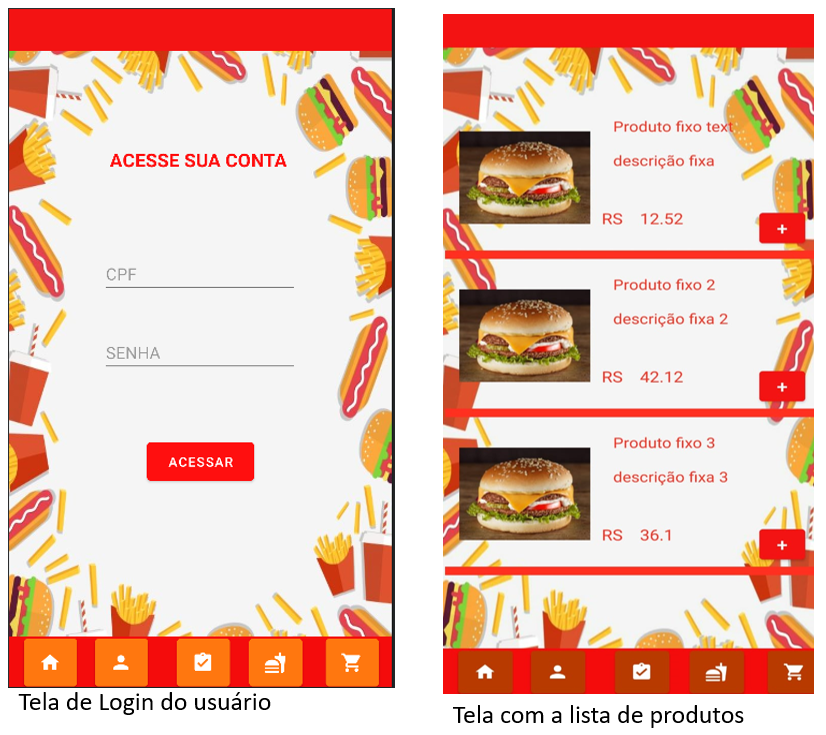 ACESSE SUA CONTA
CPF
SENHA
ACESSAR
Tela de Login do usuário
Produto fixo text
descrição fixa
RS 12.52
+
Produto fixo 2
descrição fixa 2
RS 42.12
+
Produto fixo 3
descrição fixa 3
RS 36.1
+
Tela com a lista de produtos